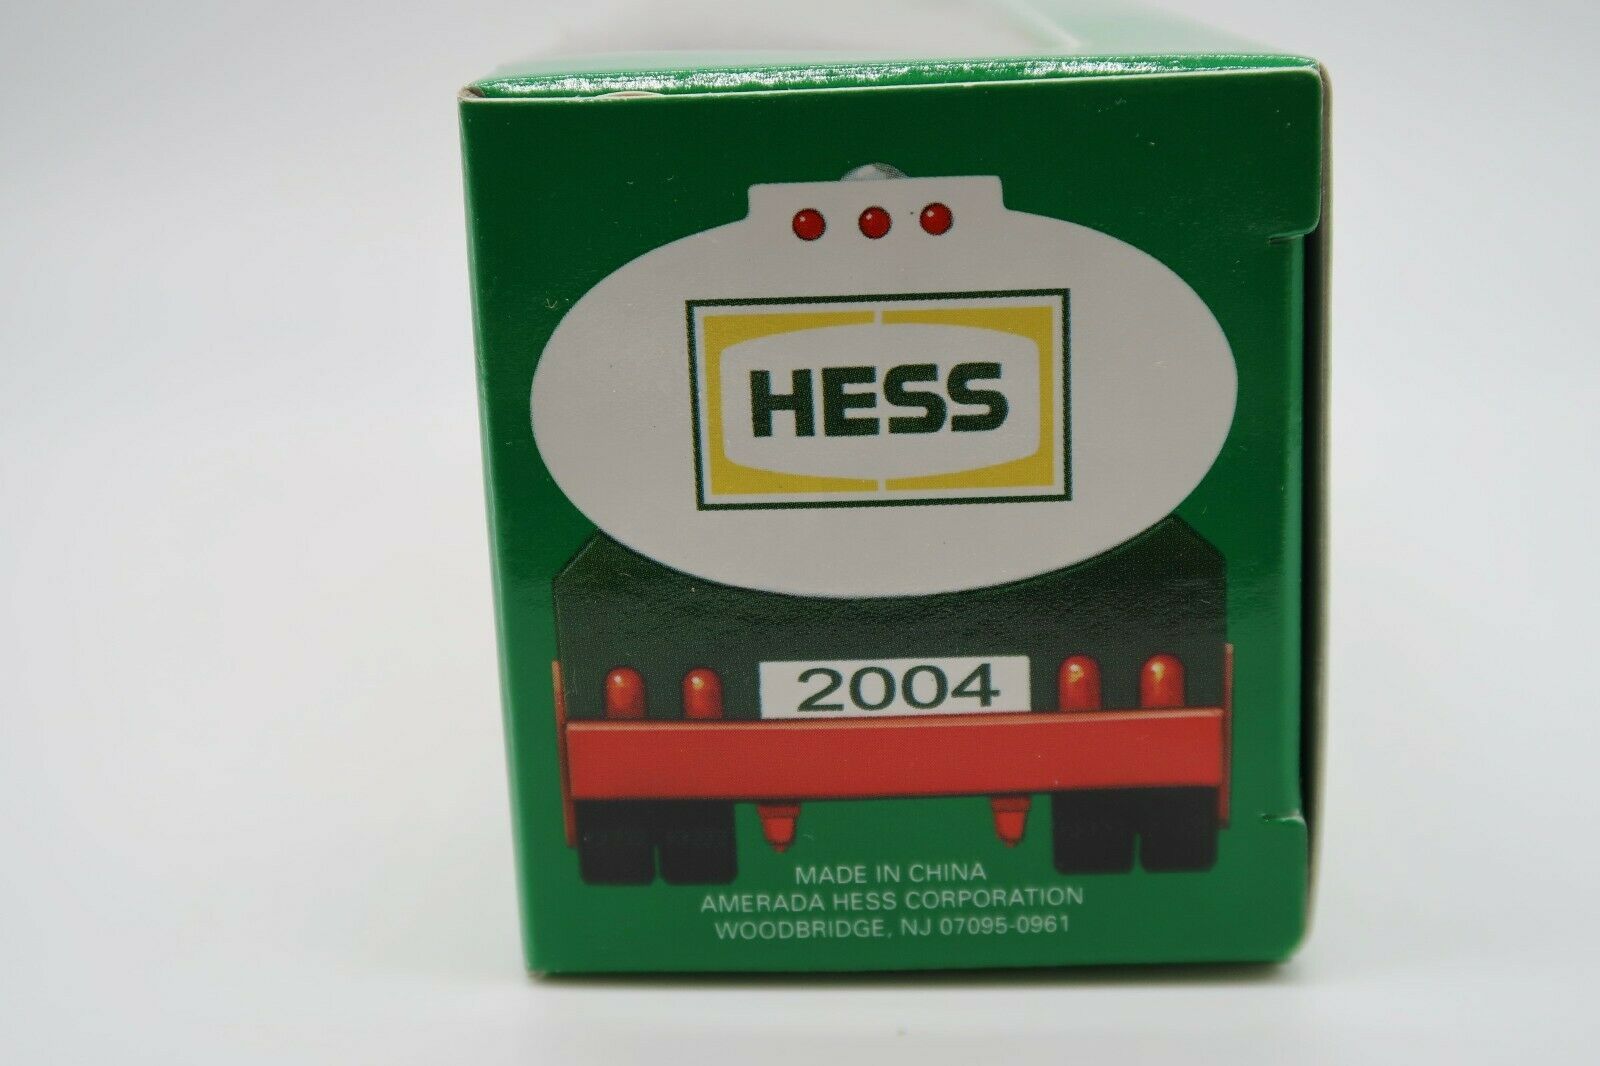 HESS
2004
MADE IN CHINA
AMERADA HESS CORPORATION
WOODBRIDGE, NJ 07095-0961